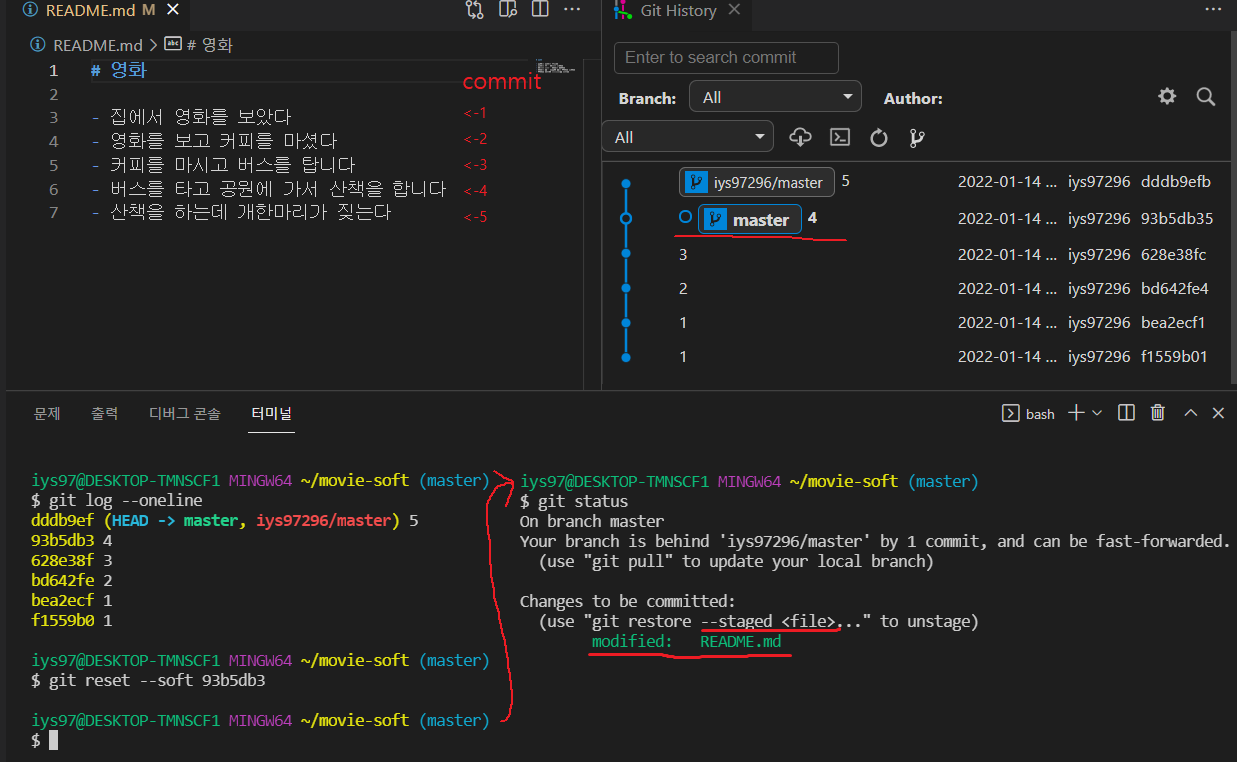 README.md M
Git History
README.md > # 영화
1 # 영화
commit
2
3 - 집에서 영화를 보았다 <-1
4 - 영화를 보고 커피를 마셨다 <-2
5 - 커피를 마시고 버스를 탑니다 <-3
6 - 버스를 타고 공원에 가서 산책을 합니다 <-4
7 - 산책을 하는데 개한마리가 짖는다 <-5
Enter to search commit
Branch: All Author:
All
iys97296/master 5 2022-01-14 ... iys97296 dddb9efb
master 4 2022-01-14 ... iys97296 93b5db35
3 2022-01-14 ... iys97296 628e38fc
2 2022-01-14 ... iys97296 bd642fe4
1 2022-01-14 ... iys97296 bea2ecf1
1 2022-01-14 ... iys97296 f1559b01
문제 출력 디버그 콘솔 터미널 bash
iys97@DESKTOP-TMNSCF1 MINGW64 ~/movie-soft (master)
$ git log --oneline
dddb9ef (HEAD -> master, iys97296/master) 5
93b5db3 4
628e38f 3
bd642fe 2
bea2ecf 1
f1559b0 1
iys97@DESKTOP-TMNSCF1 MINGW64 ~/movie-soft (master)
$ git reset --soft 93b5db3
iys97@DESKTOP-TMNSCF1 MINGW64 ~/movie-soft (master)
$
iys97@DESKTOP-TMNSCF1 MINGW64 ~/movie-soft (master)
$ git status
On branch master
Your branch is behind 'iys97296/master' by 1 commit, and can be fast-forwarded.
(use "git pull" to update your local branch)
Changes to be committed:
(use "git restore --staged <file>..." to unstage)
modified: README.md